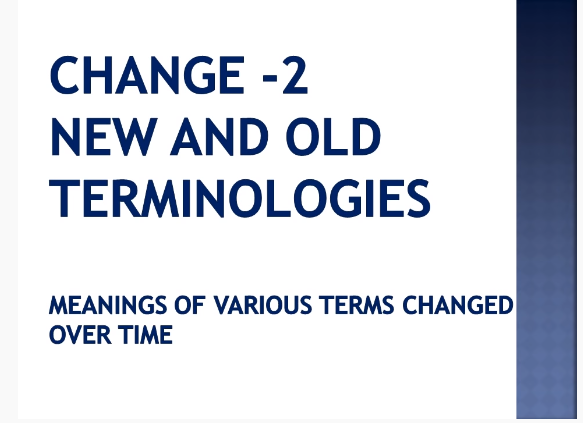 CHANGE -2
NEW AND OLD
TERMINOLOGIES
MEANINGS OF VARIOUS TERMS CHANGED
OVER TIME